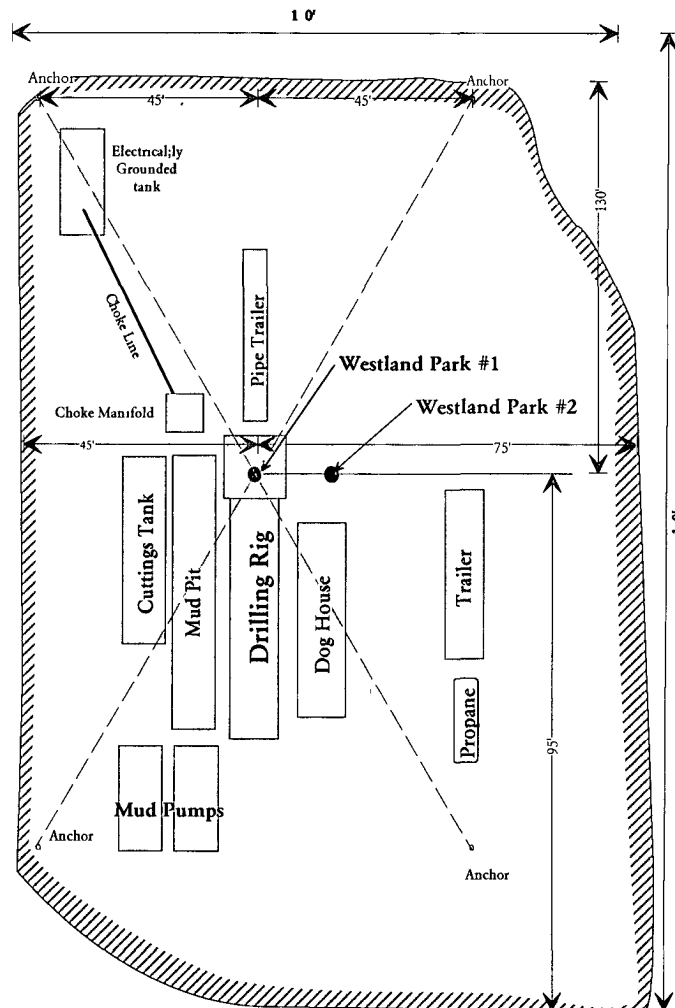 1 0'
Anchor
Anchor
45'
45'
Electrical;ly
Grounded
tank
130'
Choke Line
Pipe Trailer
Westland Park #1
Choke Manifold
Westland Park #2
45'
75'
Cuttings Tank
Mud Pit
Drilling Rig
Dog House
Trailer
Propane
95'
Mud Pumps
Anchor
Anchor